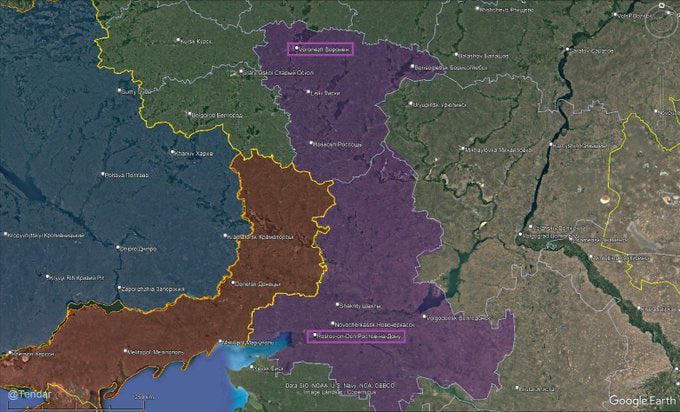 Kursk Курск
Voronezh Воронеж
Saratov Саратов
Balashov Балашов
Stary Oskol Старый Оскол
Borisoglebsk Борисоглебск
Liski Лиски
Sumy Суми
Belgorod Белгород
Uryupinsk Урюпинск
Rossosh Россошь
Mikhaylovka Михайловка
Kharkiv Харків
Poltava Полтава
Kropyvnytskyi Кропивницький
Kramatorsk Краматорськ
Dnipro Дніпро
Kryvyi Rih Кривий Ріг
Zaporizhzhia Запоріжжя
Donetsk Донецьк
Shakhty Шахты
Volgodonsk Волгодонск
Novocherkassk Новочеркасск
Rostov-on-Don Ростов-на-Дону
Mariupol Маріуполь
Melitopol Мелітополь
Kherson Херсон
Elista Элиста
Data SIO, NOAA, U.S. Navy, NGA, GEBCO
Image Landsat / Copernicus
@Tendar
Google Earth